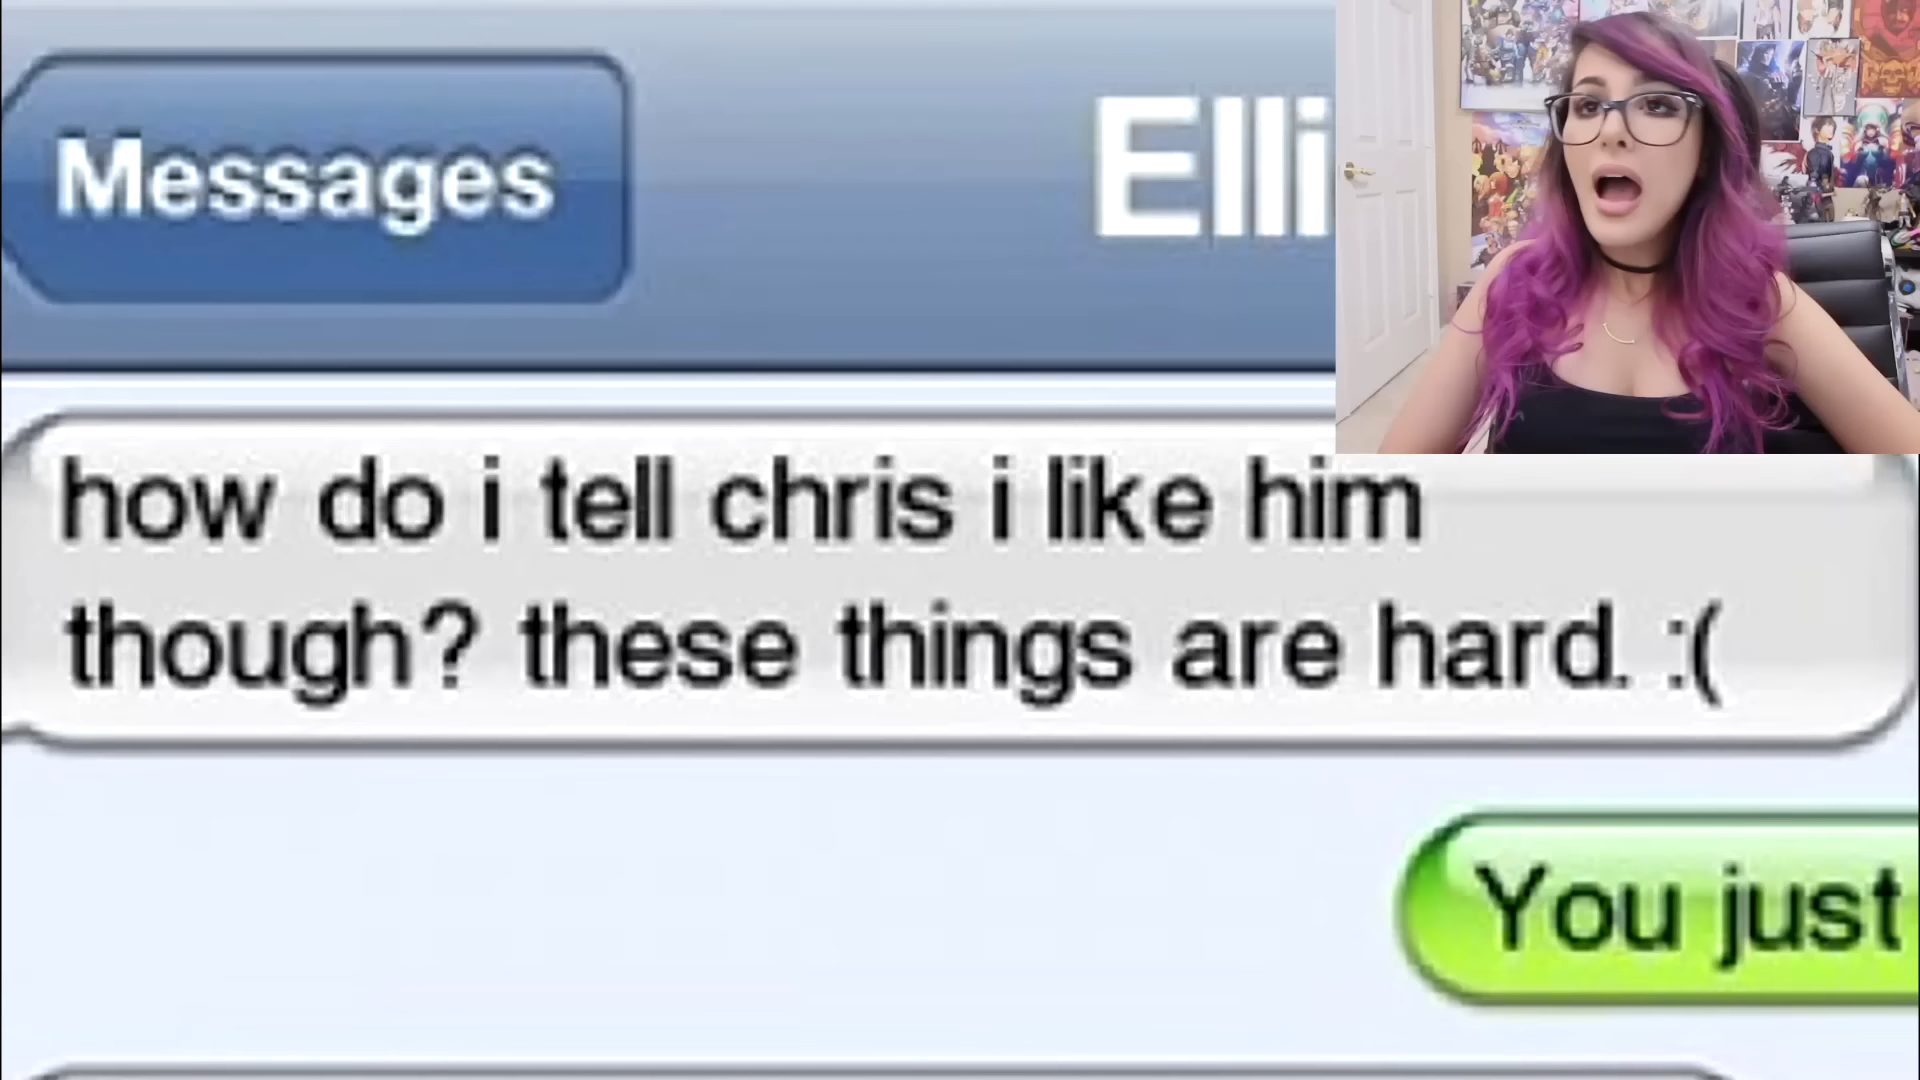 Messages
Elli
how do i tell chris i like him
though? these things are hard. :(
You just